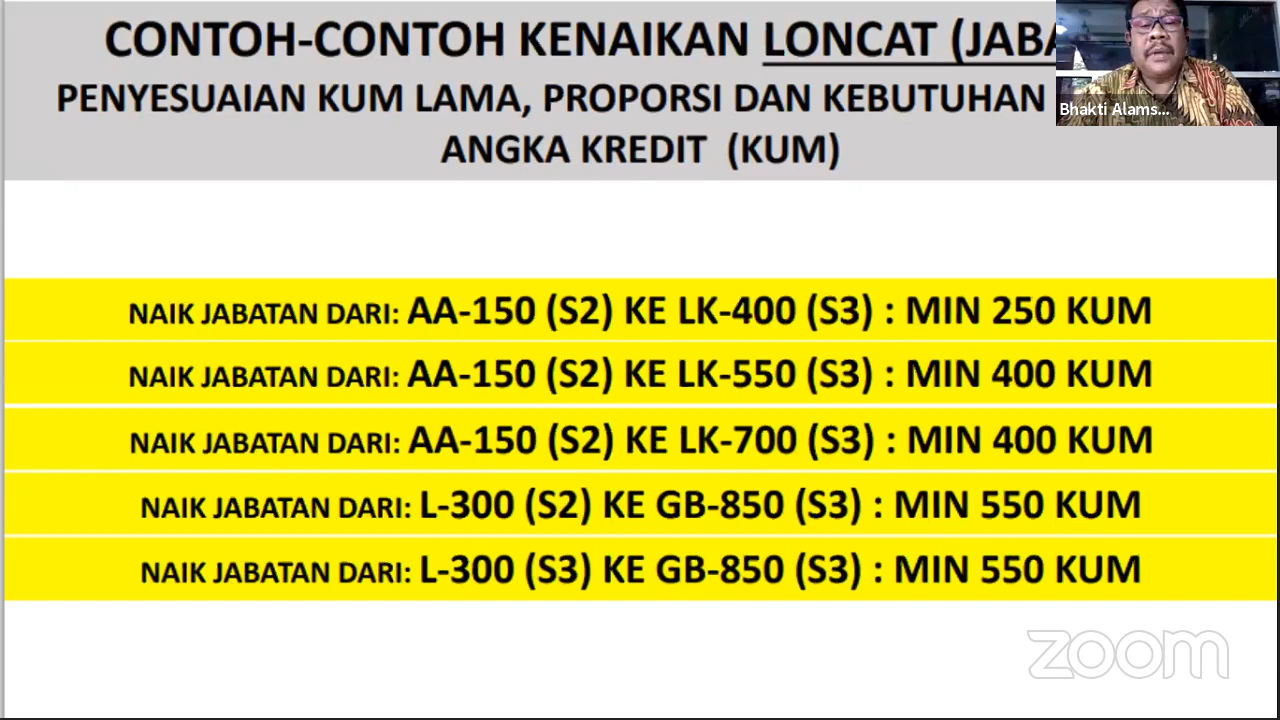 CONTOH-CONTOH KENAIKAN LONCAT
PENYESUAIAN KUM LAMA, PROPORSI DAN KEBUTUHAN
ANGKA KREDIT (KUM)
Bhakti Alams...
NAIK JABATAN DARI: AA-150 (S2) KE LK-400 (S3) : MIN 250 KUM
NAIK JABATAN DARI: AA-150 (S2) KE LK-550 (S3) : MIN 400 KUM
NAIK JABATAN DARI: AA-150 (S2) KE LK-700 (S3) : MIN 400 KUM
NAIK JABATAN DARI: L-300 (S2) KE GB-850 (S3) : MIN 550 KUM
NAIK JABATAN DARI: L-300 (S3) KE GB-850 (S3) : MIN 550 KUM
zoom